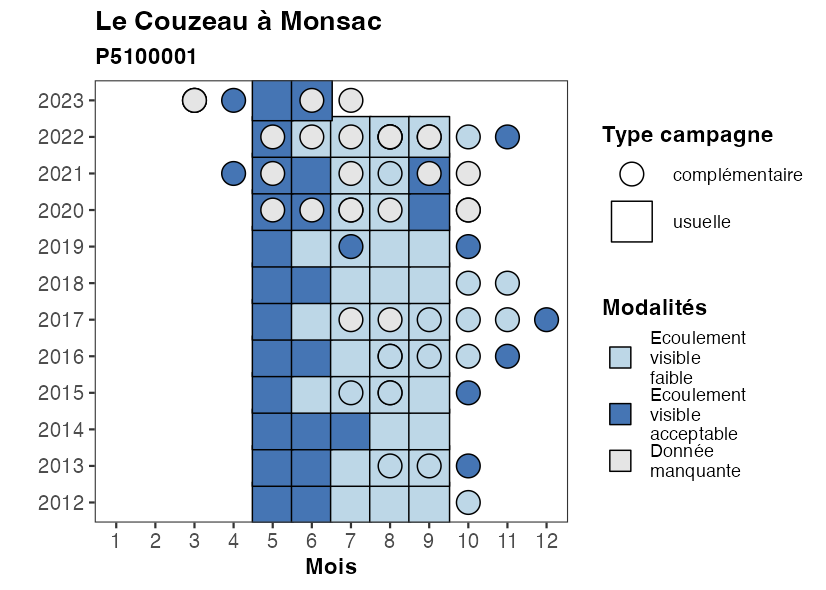 Le Couzeau à Monsac
P5100001
2023
2022
2021
2020
2019
2018
2017
2016
2015
2014
2013
2012
1 2 3 4 5 6 7 8 9 10 11 12
Mois
Type campagne
complémentaire
usuelle
Modalités
Ecoulement
visible
faible
Ecoulement
visible
acceptable
Donnée
manquante